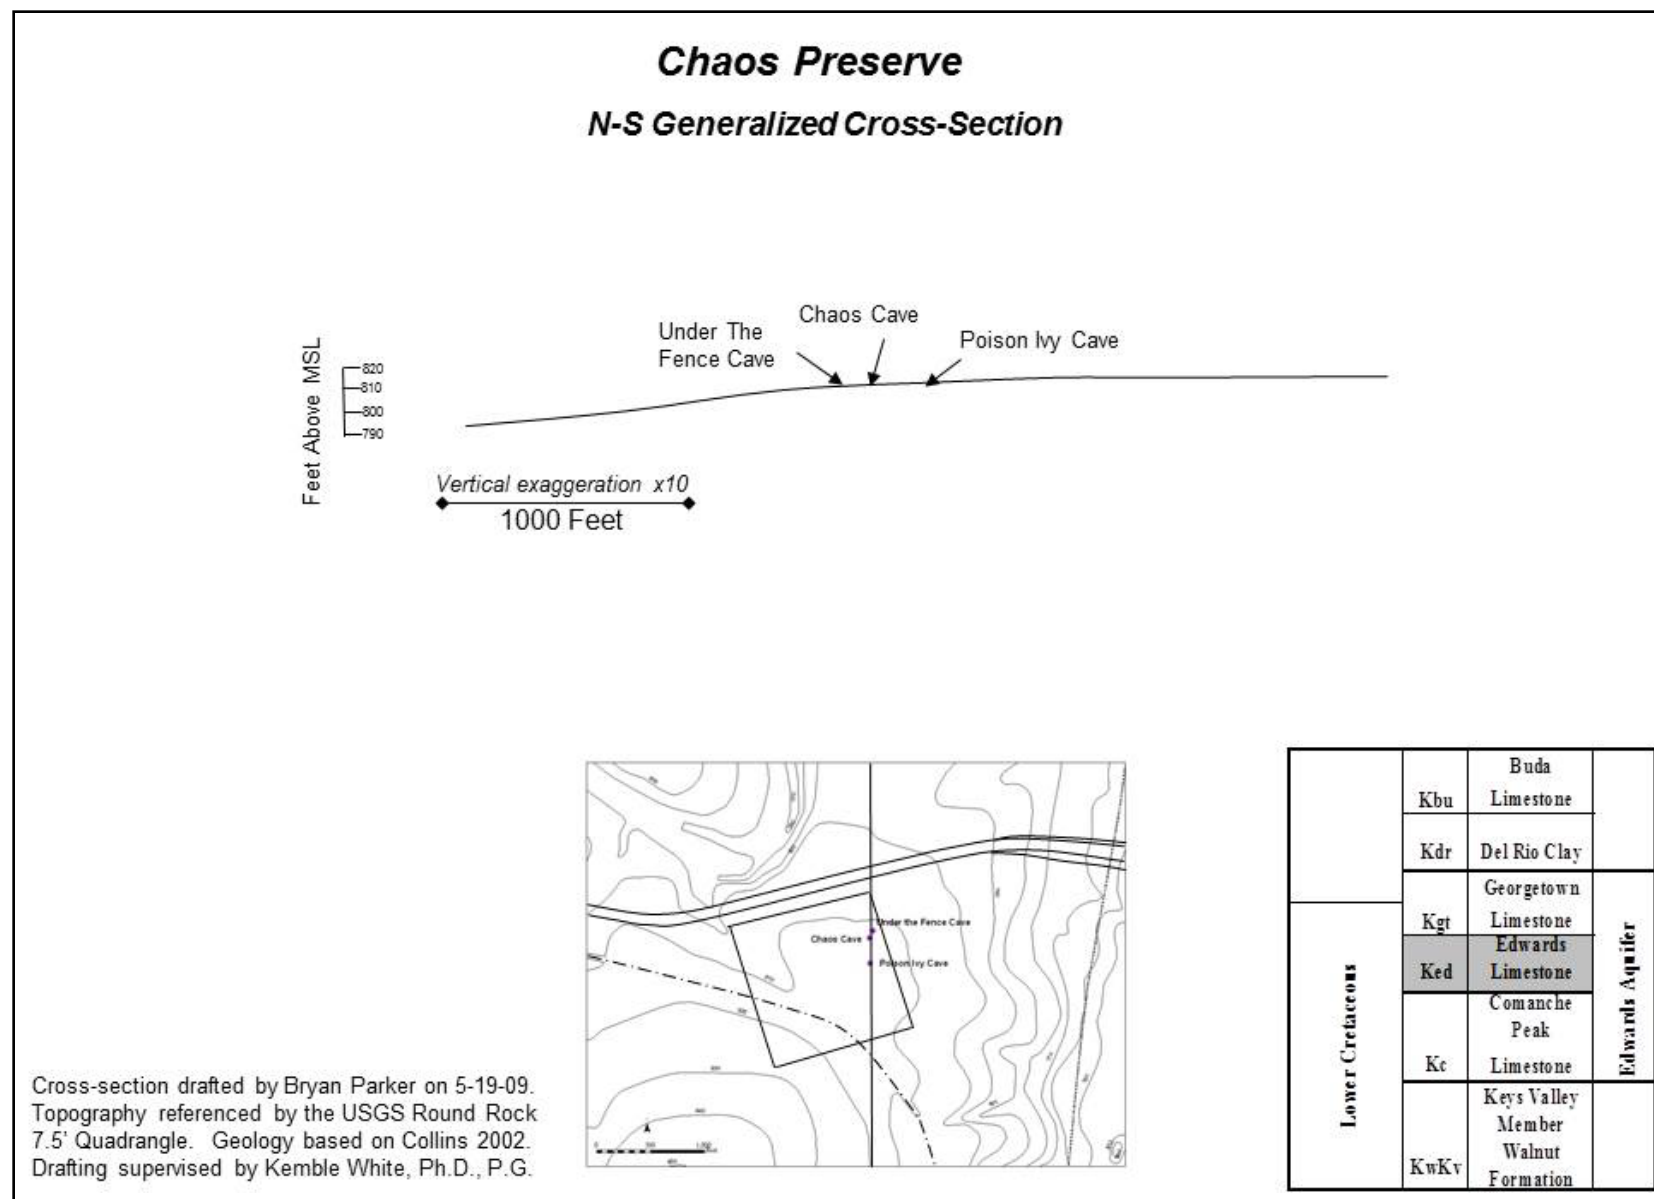 Chaos Preserve
N-S Generalized Cross-Section
Chaos Cave
Under The
Fence Cave
Poison Ivy Cave
Feet Above MSL
820
810
800
790
Vertical exaggeration x10
1000 Feet
Under the Fence Cave
Chaos Cave
Poison Ivy Cave
Cross-section drafted by Bryan Parker on 5-19-09.
Topography referenced by the USGS Round Rock
7.5' Quadrangle. Geology based on Collins 2002.
Drafting supervised by Kemble White, Ph.D., P.G.
Buda
Kbu Limestone
Kdr Del Rio Clay
Georgetown
Kgt Limestone
Edwards
Ked Limestone
Comanche
Peak
Kc Limestone
Keys Valley
Member
Walnut
KwKv Formation
Lower Cretaceous
Edwards Aquifer